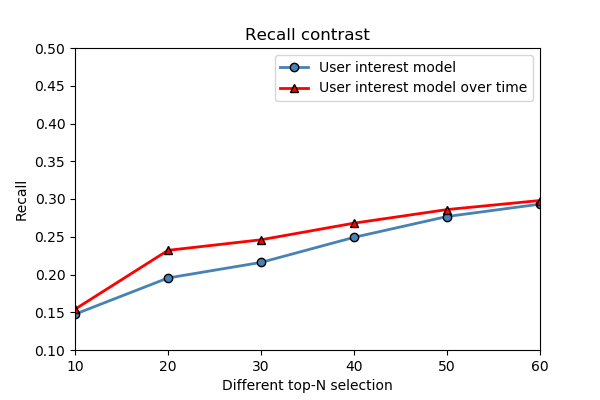 Recall contrast
0.50
0.45
0.40
0.35
0.30
0.25
0.20
0.15
0.10
Recall
User interest model
User interest model over time
10 20 30 40 50 60
Different top-N selection